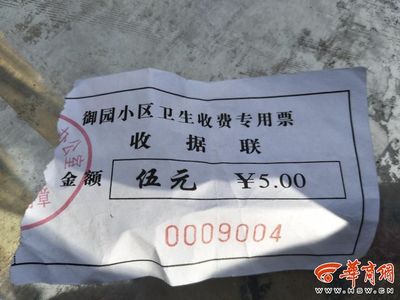 御园小区卫生收费专用票
收据联
金额 伍元 ￥5.00
0009004
华商网
WWW.HSW.CN